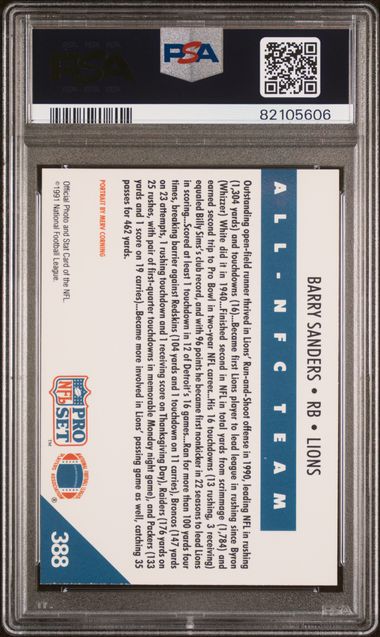 PSA
PSA
82105606
BARRY SANDERS • RB • LIONS
ALL-NFC TEAM
Outstanding open-field runner thrived in Lions' Run-and-Shoot offense in 1990, leading NFL in rushing
(1,304 yards) and touchdowns (16)...Became first Lions player to lead league in rushing since Byron
(Whizzer) White did it in 1940...Finished second in NFL in total yards from scrimmage (1,784) and
earned second trip to Pro Bowl in two-year NFL career...His 16 touchdowns (13 rushing, 3 receiving)
equaled Billy Sims's club record, and with 96 points he became first nonkicker in 22 seasons to lead Lions
in scoring...Scored at least 1 touchdown in 12 of Detroit's 16 games...Ran for more than 100 yards four
times, breaking barrier against Redskins (104 yards and 1 touchdown on 11 carries), Broncos (147 yards
on 23 attempts, 1 rushing touchdown and 1 receiving score on Thanksgiving Day), Raiders (176 yards on
25 rushes, with pair of first-quarter touchdowns in memorable Monday night game), and Packers (133
yards and 1 score on 19 carries)...Became more involved in Lions' passing game as well, catching 35
passes for 462 yards.
PORTRAIT BY MERV CORNING
Official Photo and Stat Card of the NFL.
©1991 National Football League.
PRO
NFL
SET
™
388